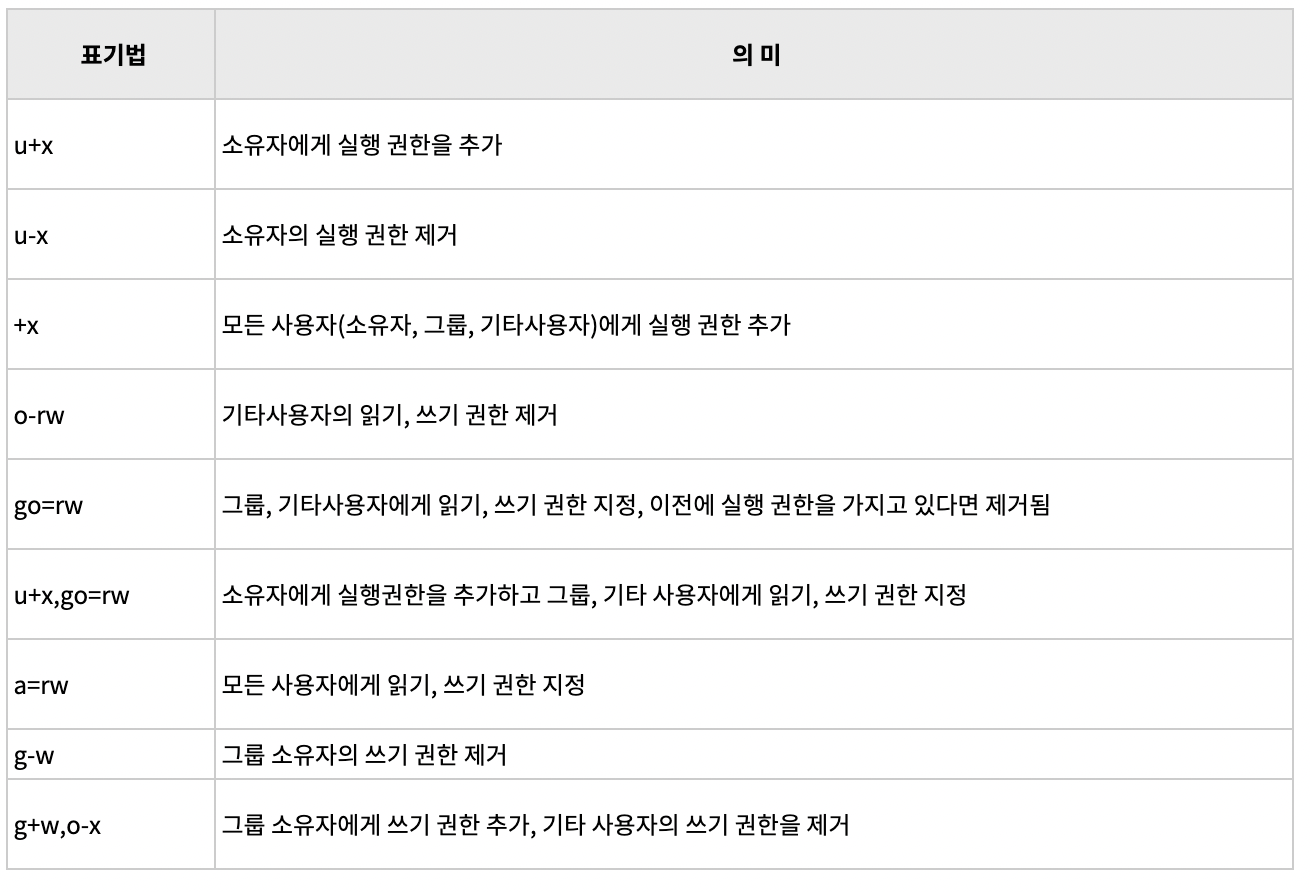 표기법 의 미
u+x 소유자에게 실행 권한을 추가
u-x 소유자의 실행 권한 제거
+x 모든 사용자(소유자, 그룹, 기타사용자)에게 실행 권한 추가
o-rw 기타사용자의 읽기, 쓰기 권한 제거
go=rw 그룹, 기타사용자에게 읽기, 쓰기 권한 지정, 이전에 실행 권한을 가지고 있다면 제거됨
u+x,go=rw 소유자에게 실행권한을 추가하고 그룹, 기타 사용자에게 읽기, 쓰기 권한 지정
a=rw 모든 사용자에게 읽기, 쓰기 권한 지정
g-w 그룹 소유자의 쓰기 권한 제거
g+w,o-x 그룹 소유자에게 쓰기 권한 추가, 기타 사용자의 쓰기 권한을 제거